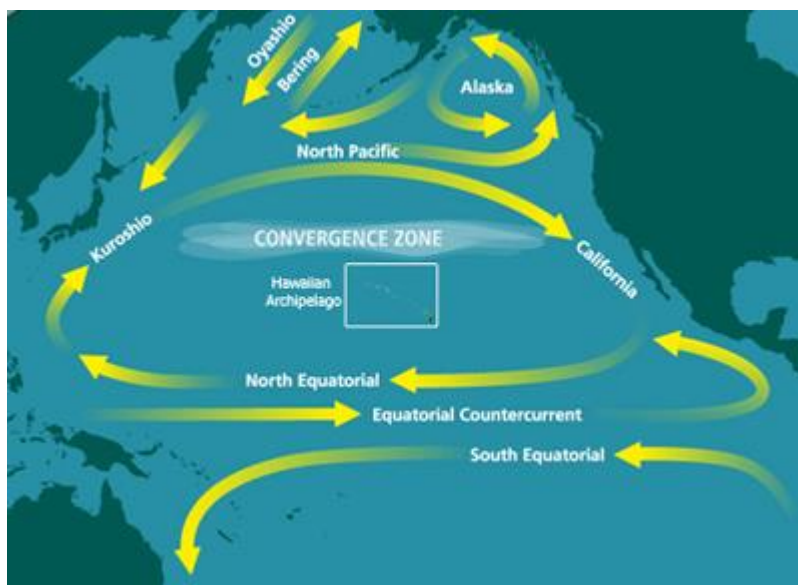 Oyashio
Bering
Alaska
North Pacific
Kuroshio
CONVERGENCE ZONE
California
Hawaiian
Archipelago
North Equatorial
Equatorial Countercurrent
South Equatorial